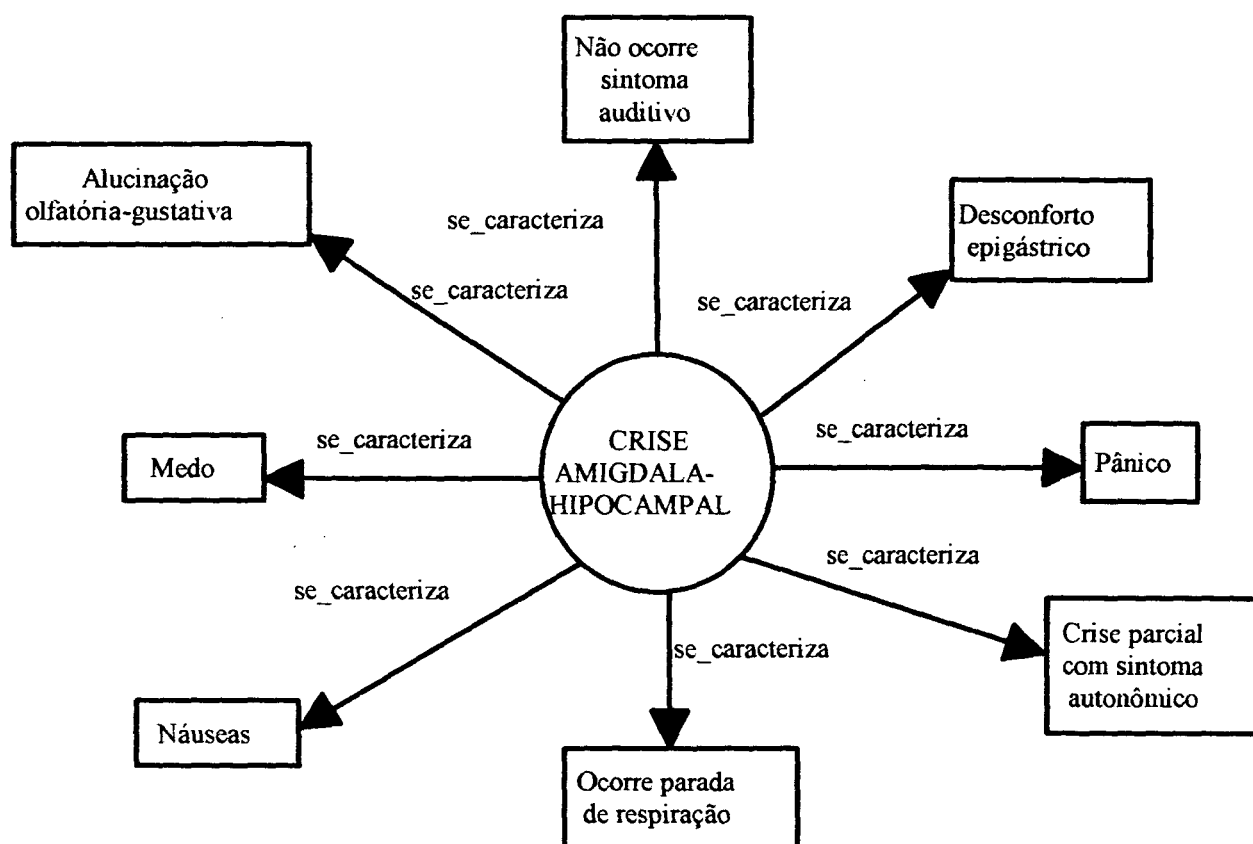 Não ocorre
sintoma
auditivo
Alucinação
olfatória-gustativa
se_caracteriza
Desconforto
epigástrico
se_caracteriza
se_caracteriza
Medo
se_caracteriza
CRISE
AMIGDALA-
HIPOCAMPAL
se_caracteriza
Pânico
se_caracteriza
se_caracteriza
Crise parcial
com sintoma
autonômico
se_caracteriza
Náuseas
Ocorre parada
de respiração